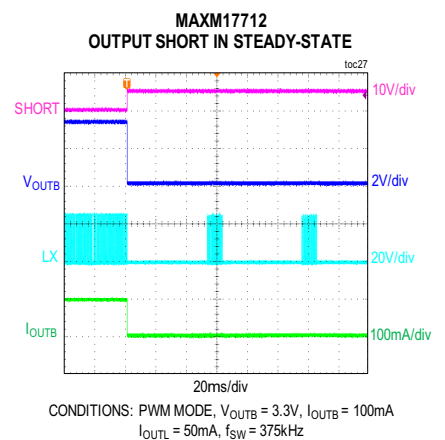 MAXM17712
OUTPUT SHORT IN STEADY-STATE
toc27
SHORT
10V/div
VOUTB
2V/div
LX
20V/div
IOUTB
100mA/div
20ms/div
CONDITIONS: PWM MODE, VOUTB = 3.3V, IOUTB = 100mA
IOUTL = 50mA, fSW = 375kHz